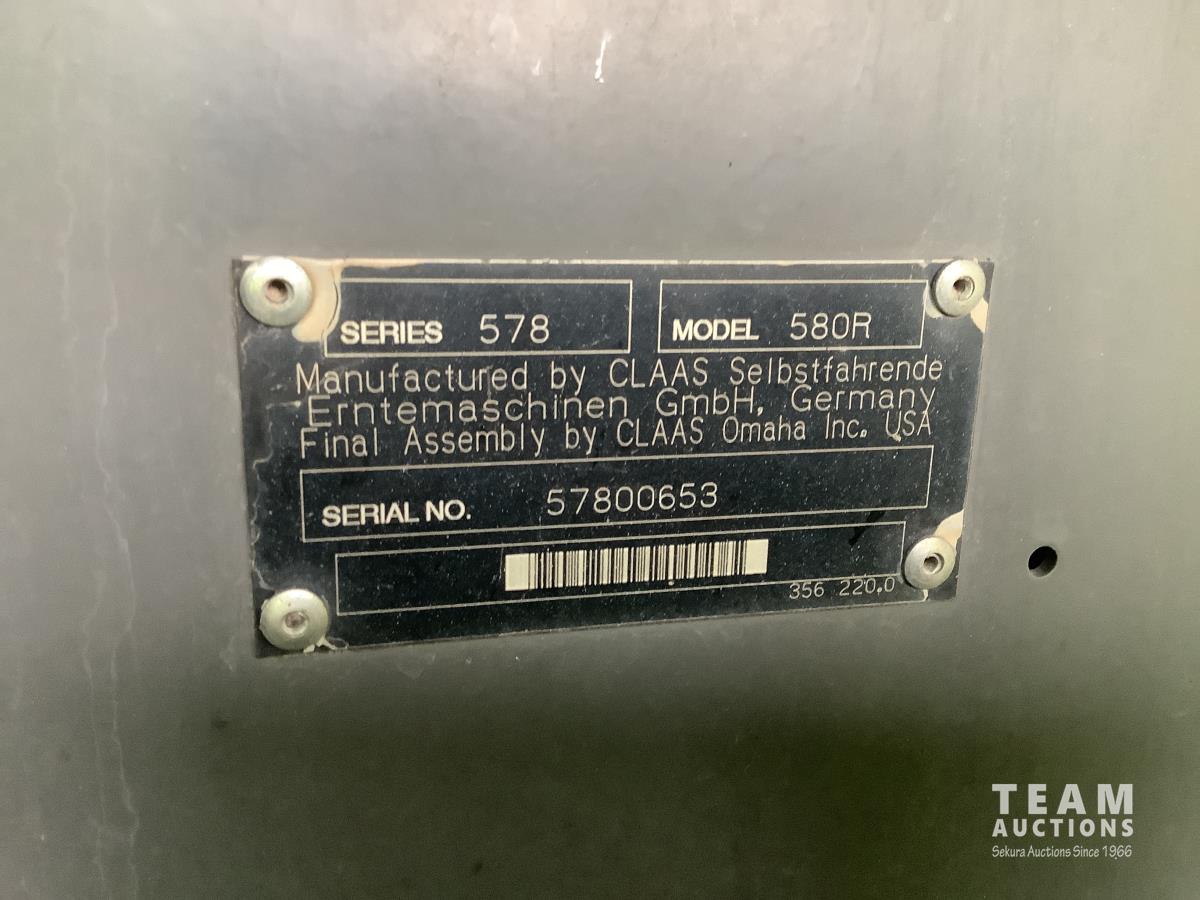 SERIES 578 MODEL 580R
Manufactured by CLAAS Selbstfahrende
Erntemaschinen GmbH, Germany
Final Assembly by CLAAS Omaha Inc. USA
SERIAL NO. 57800653
356 220.0
TEAM
AUCTIONS
Sekura Auctions Since 1966